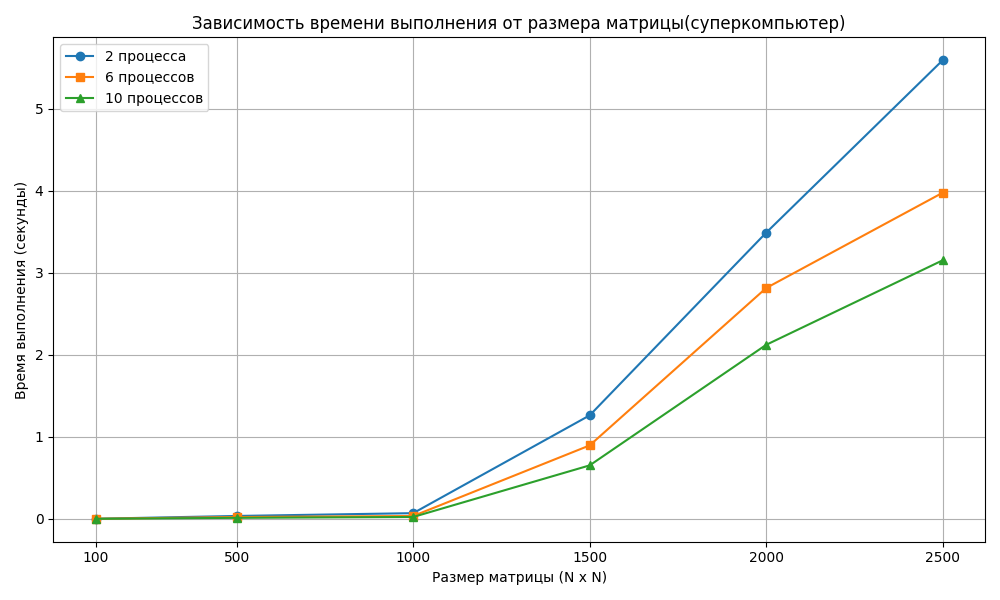 Зависимость времени выполнения от размера матрицы(суперкомпьютер)
2 процесса
6 процессов
10 процессов
Время выполнения (секунды)
5
4
3
2
1
0
100 500 1000 1500 2000 2500
Размер матрицы (N x N)